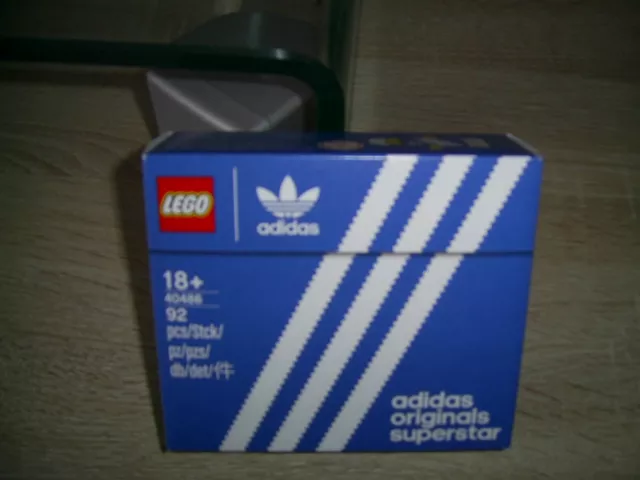 LEGO
adidas
18+
40486
92
pcs/Stck/
pz/pzs/
db/det/件
adidas
originals
superstar